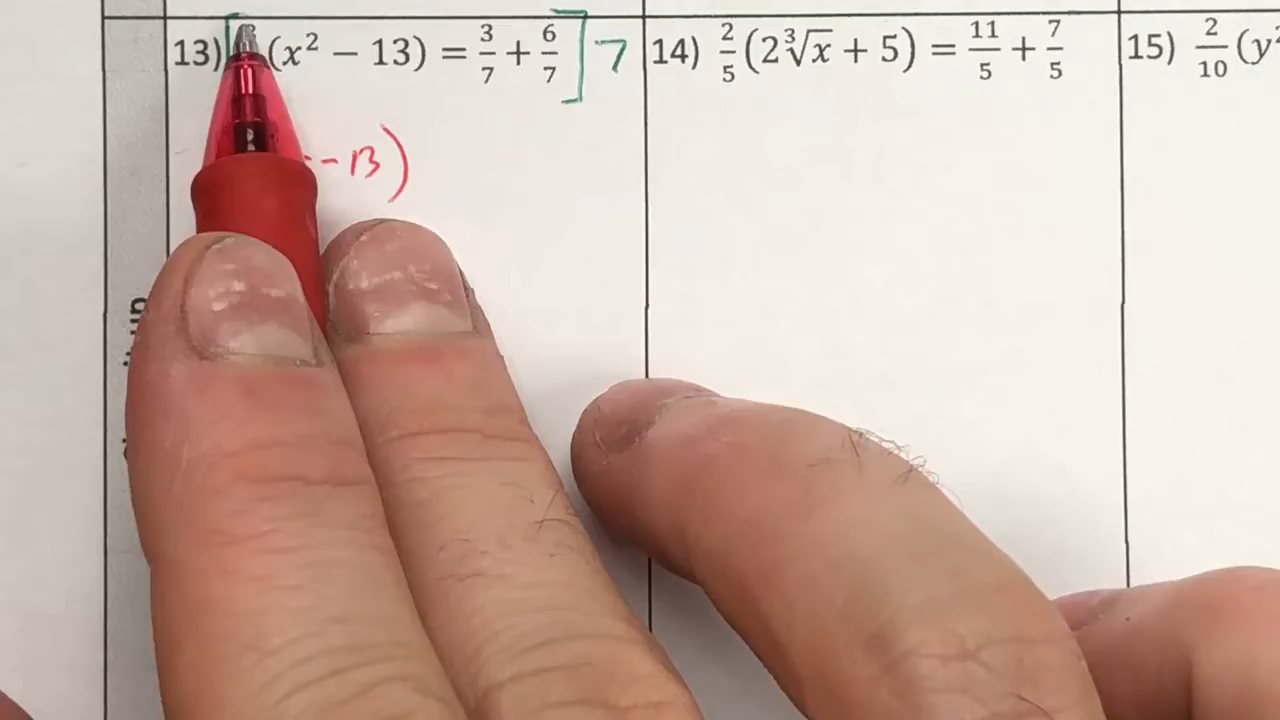 13) [ (x² − 13) = 3/7 + 6/7 ] 7
− 13)
14) 2/5 (2∛x + 5) = 11/5 + 7/5
15) 2/10 (y²